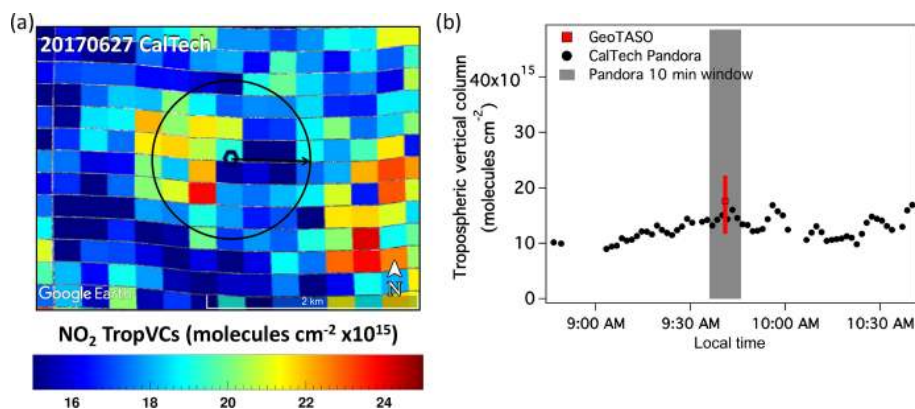 (a)
20170627 CalTech
Google Earth
2 km
N
NO₂ TropVCs (molecules cm⁻² x10¹⁵)
16 18 20 22 24
(b)
GeoTASO
CalTech Pandora
Pandora 10 min window
Tropospheric vertical column
(molecules cm⁻²)
40x10¹⁵
30
20
10
0
9:00 AM 9:30 AM 10:00 AM 10:30 AM
Local time